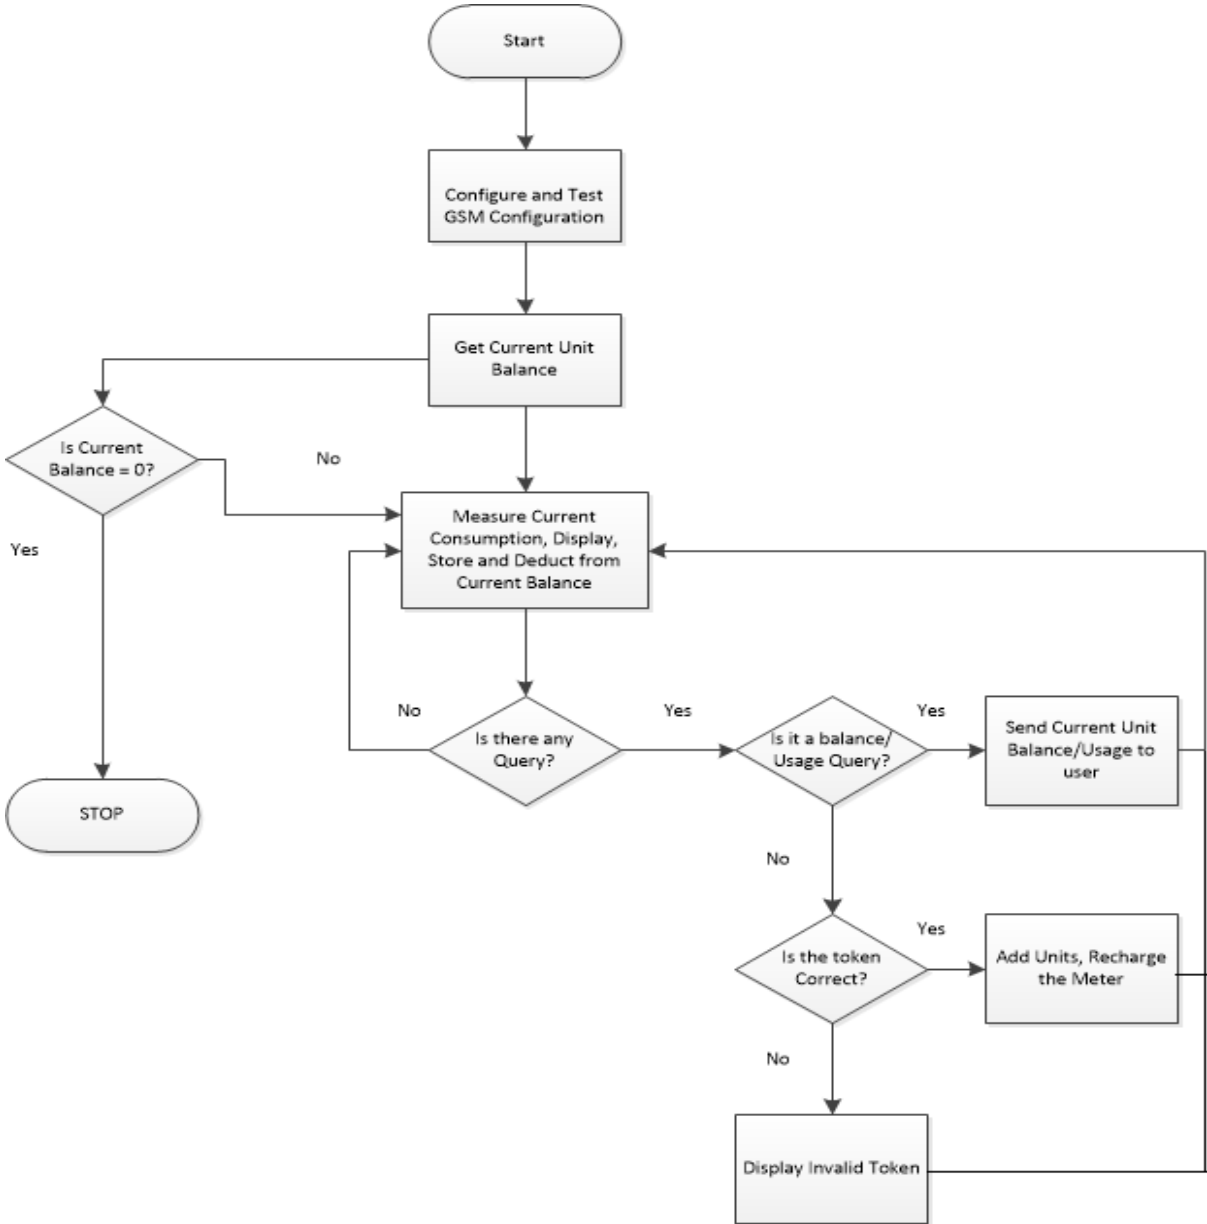 Start
Configure and Test
GSM Configuration
Get Current Unit
Balance
Is Current
Balance = 0?
No
Yes
Measure Current
Consumption, Display,
Store and Deduct from
Current Balance
No
Is there any
Query?
Yes
Is it a balance/
Usage Query?
Yes
Send Current Unit
Balance/Usage to
user
STOP
No
Is the token
Correct?
Yes
Add Units, Recharge
the Meter
No
Display Invalid Token